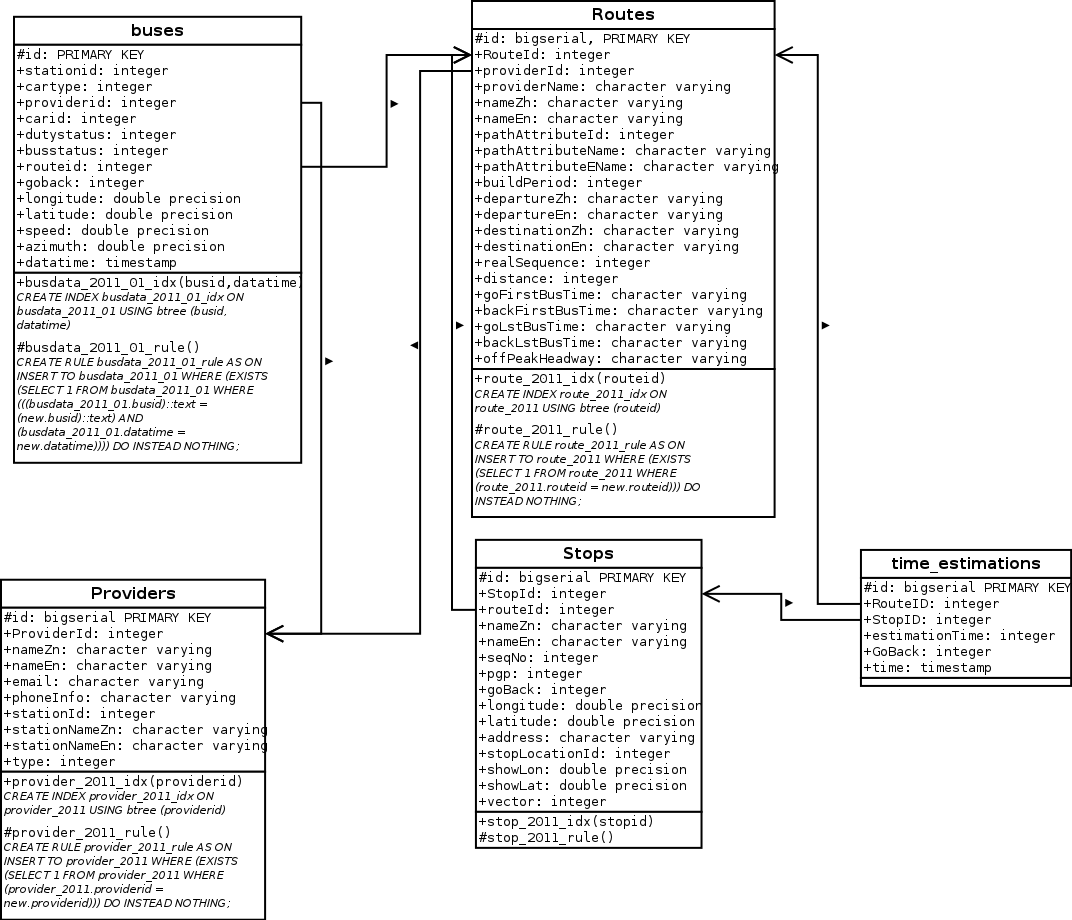 buses
#id: PRIMARY KEY
+stationid: integer
+cartype: integer
+providerid: integer
+carid: integer
+dutystatus: integer
+busstatus: integer
+routeid: integer
+goback: integer
+longitude: double precision
+latitude: double precision
+speed: double precision
+azimuth: double precision
+datatime: timestamp
+busdata_2011_01_idx(busid,datatime)
CREATE INDEX busdata_2011_01_idx ON
busdata_2011_01 USING btree (busid,
datatime)
#busdata_2011_01_rule()
CREATE RULE busdata_2011_01_rule AS ON
INSERT TO busdata_2011_01 WHERE (EXISTS
(SELECT 1 FROM busdata_2011_01 WHERE
(((busdata_2011_01.busid)::text =
(new.busid)::text) AND
(busdata_2011_01.datatime =
new.datatime)))) DO INSTEAD NOTHING;
Routes
#id: bigserial, PRIMARY KEY
+RouteId: integer
+providerId: integer
+providerName: character varying
+nameZh: character varying
+nameEn: character varying
+pathAttributeId: integer
+pathAttributeName: character varying
+pathAttributeEName: character varying
+buildPeriod: integer
+departureZh: character varying
+departureEn: character varying
+destinationZh: character varying
+destinationEn: character varying
+realSequence: integer
+distance: integer
+goFirstBusTime: character varying
+backFirstBusTime: character varying
+goLstBusTime: character varying
+backLstBusTime: character varying
+offPeakHeadway: character varying
+route_2011_idx(routeid)
CREATE INDEX route_2011_idx ON
route_2011 USING btree (routeid)
#route_2011_rule()
CREATE RULE route_2011_rule AS ON
INSERT TO route_2011 WHERE (EXISTS
(SELECT 1 FROM route_2011 WHERE
(route_2011.routeid = new.routeid))) DO
INSTEAD NOTHING;
Providers
#id: bigserial PRIMARY KEY
+ProviderId: integer
+nameZn: character varying
+nameEn: character varying
+email: character varying
+phoneInfo: character varying
+stationId: integer
+stationNameZn: character varying
+stationNameEn: character varying
+type: integer
+provider_2011_idx(providerid)
CREATE INDEX provider_2011_idx ON
provider_2011 USING btree (providerid)
#provider_2011_rule()
CREATE RULE provider_2011_rule AS ON
INSERT TO provider_2011 WHERE (EXISTS
(SELECT 1 FROM provider_2011 WHERE
(provider_2011.providerid =
new.providerid))) DO INSTEAD NOTHING;
Stops
#id: bigserial PRIMARY KEY
+StopId: integer
+routeId: integer
+nameZn: character varying
+nameEn: character varying
+seqNo: integer
+pgp: integer
+goBack: integer
+longitude: double precision
+latitude: double precision
+address: character varying
+stopLocationId: integer
+showLon: double precision
+showLat: double precision
+vector: integer
+stop_2011_idx(stopid)
#stop_2011_rule()
time_estimations
#id: bigserial PRIMARY KEY
+RouteID: integer
+StopID: integer
+estimationTime: integer
+GoBack: integer
+time: timestamp